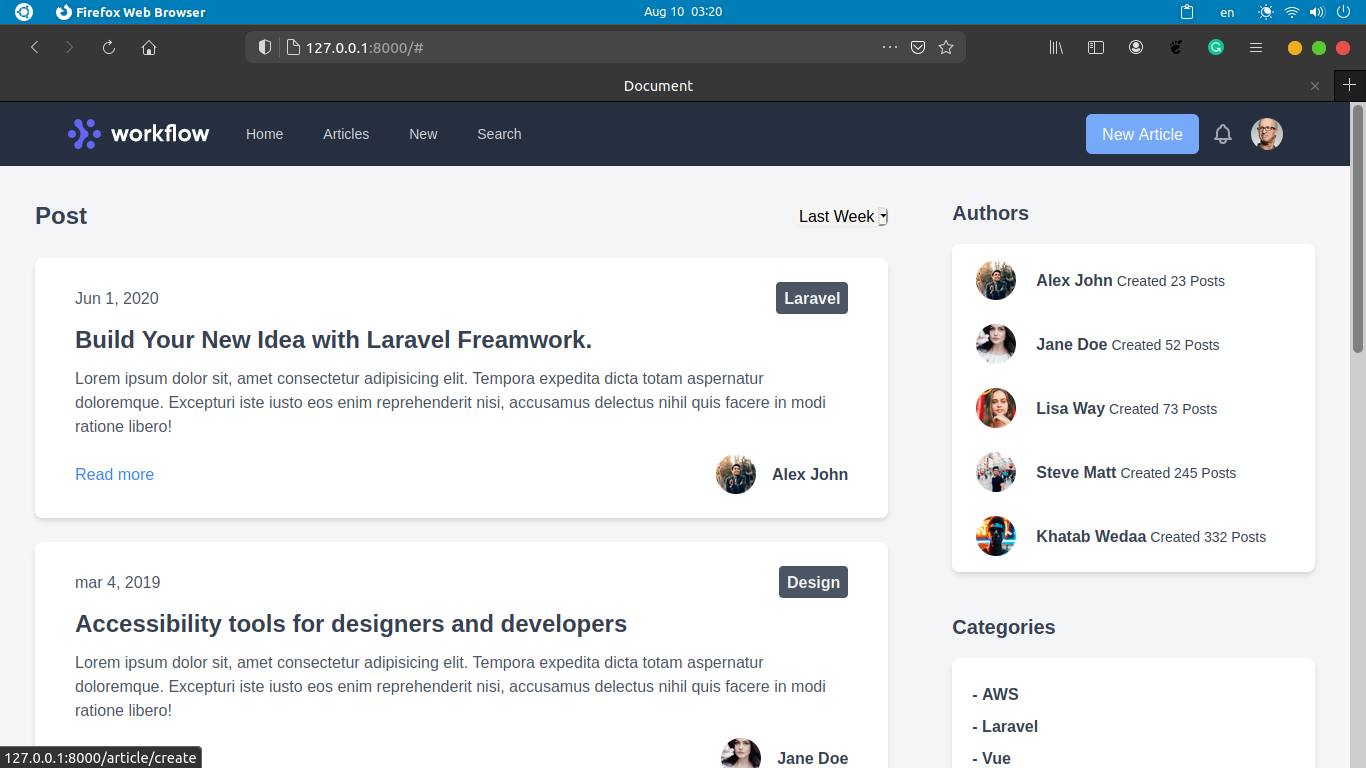 Firefox Web Browser
Aug 10 03:20
en
127.0.0.1:8000/#
Document
workflow
Home
Articles
New
Search
New Article
Post
Last Week
Jun 1, 2020
Laravel
Build Your New Idea with Laravel Freamwork.
Lorem ipsum dolor sit, amet consectetur adipisicing elit. Tempora expedita dicta totam aspernatur
doloremque. Excepturi iste iusto eos enim reprehenderit nisi, accusamus delectus nihil quis facere in modi
ratione libero!
Read more
Alex John
mar 4, 2019
Design
Accessibility tools for designers and developers
Lorem ipsum dolor sit, amet consectetur adipisicing elit. Tempora expedita dicta totam aspernatur
doloremque. Excepturi iste iusto eos enim reprehenderit nisi, accusamus delectus nihil quis facere in modi
ratione libero!
Jane Doe
Authors
Alex John Created 23 Posts
Jane Doe Created 52 Posts
Lisa Way Created 73 Posts
Steve Matt Created 245 Posts
Khatab Wedaa Created 332 Posts
Categories
- AWS
- Laravel
- Vue
127.0.0.1:8000/article/create